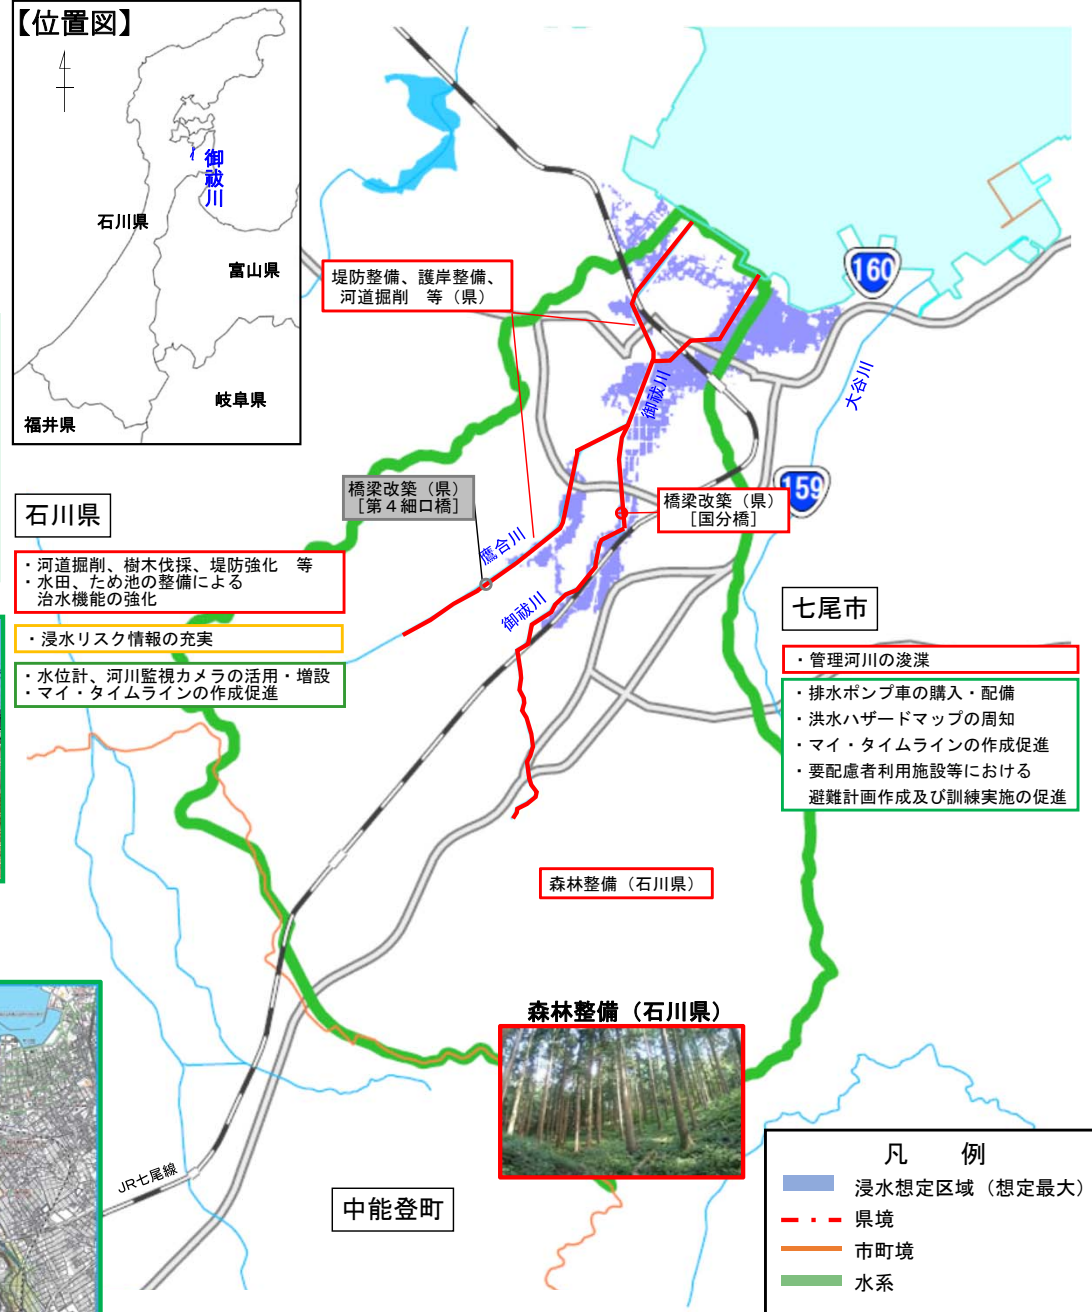 【位置図】
御祓川
石川県
富山県
岐阜県
福井県
堤防整備、護岸整備、
河道掘削　等（県）
160
大谷川
御祓川
橋梁改築（県）
［第４細口橋］
橋梁改築（県）
［国分橋］
159
鷹合川
御祓川
石川県
・河道掘削、樹木伐採、堤防強化　等
・水田、ため池の整備による
治水機能の強化
・浸水リスク情報の充実
・水位計、河川監視カメラの活用・増設
・マイ・タイムラインの作成促進
七尾市
・管理河川の浚渫
・排水ポンプ車の購入・配備
・洪水ハザードマップの周知
・マイ・タイムラインの作成促進
・要配慮者利用施設等における
避難計画作成及び訓練実施の促進
森林整備（石川県）
森林整備（石川県）
JR七尾線
中能登町
凡　例
浸水想定区域（想定最大）
県境
市町境
水系